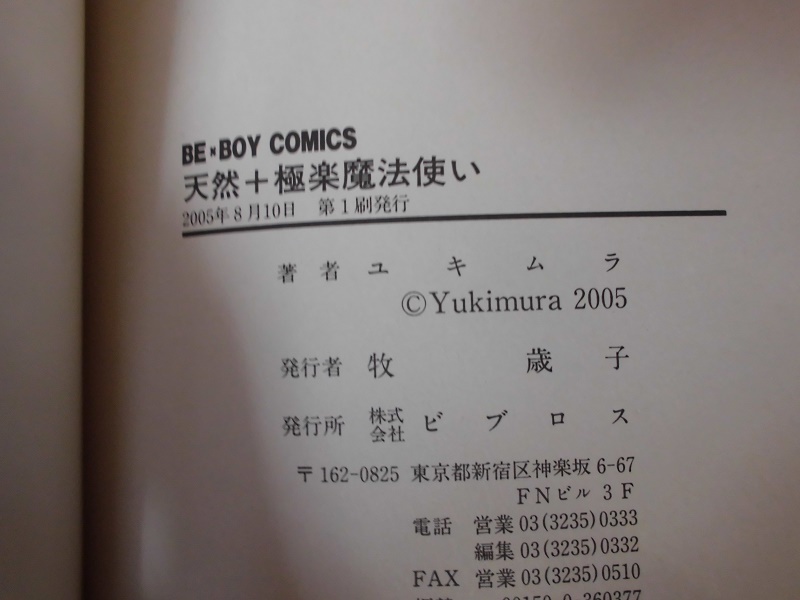 BE×BOY COMICS
天然＋極楽魔法使い
2005年8月10日　第1刷発行
著者　ユキムラ
©Yukimura 2005
発行者　牧　歳子
発行所　株式会社　ビブロス
〒162-0825　東京都新宿区神楽坂6-67
FNビル 3F
電話　営業03(3235)0333
編集03(3235)0332
FAX　営業03(3235)0510